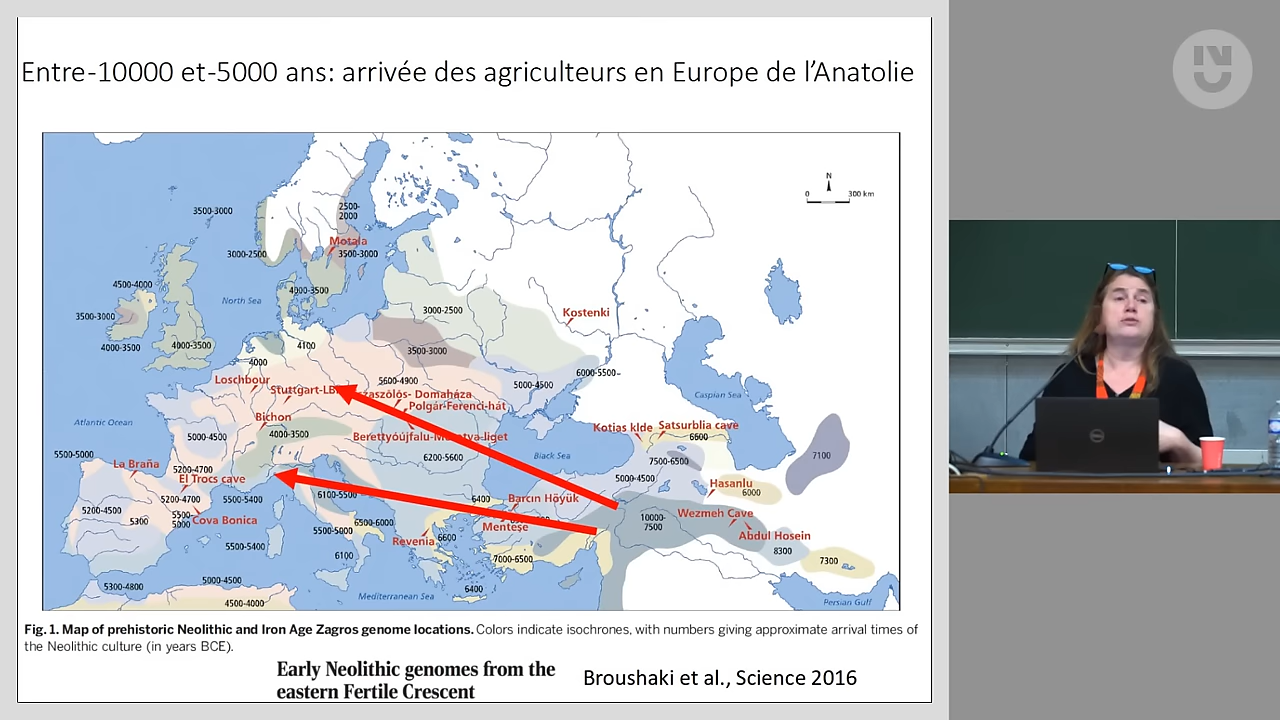 Entre-10000 et-5000 ans: arrivée des agriculteurs en Europe de l'Anatolie
N
0 300 km
2500-
2000
3500-3000
Motala
3000-2500
3500-3000
4500-4000
North Sea
4000-3500
3000-2500
Kostenki
3500-3000
4000-3500
4000-3500
4100
3500-3000
4000
6000-5500
Loschbour
Stuttgart-LB
5600-4900
5000-4500
Caspian Sea
Polgár-Ferenci-hát
Bichon
Atlantic Ocean
Kotias klde
Satsurblia cave
6600
5000-4500
4000-3500
6200-5600
Black Sea
7100
5500-5000
La Braña
5200-4700
7500-6500
El Trocs cave
5000-4500
Hasanlu
6000
5200-4700
5500-5400
6100-5500
6400
Barcın Höyük
5200-4500
5300
5500-
5000
Cova Bonica
6500-6000
Menteşe
10000-
7500
Wezmeh Cave
5500-5000
Revenia
6600
Abdul Hosein
5500-5400
6100
7000-6500
8300
7300
5300-4800
5000-4500
6400
4500-4000
Mediterranean Sea
Persian Gulf
Fig. 1. Map of prehistoric Neolithic and Iron Age Zagros genome locations. Colors indicate isochrones, with numbers giving approximate arrival times of
the Neolithic culture (in years BCE).
Early Neolithic genomes from the
eastern Fertile Crescent
Broushaki et al., Science 2016